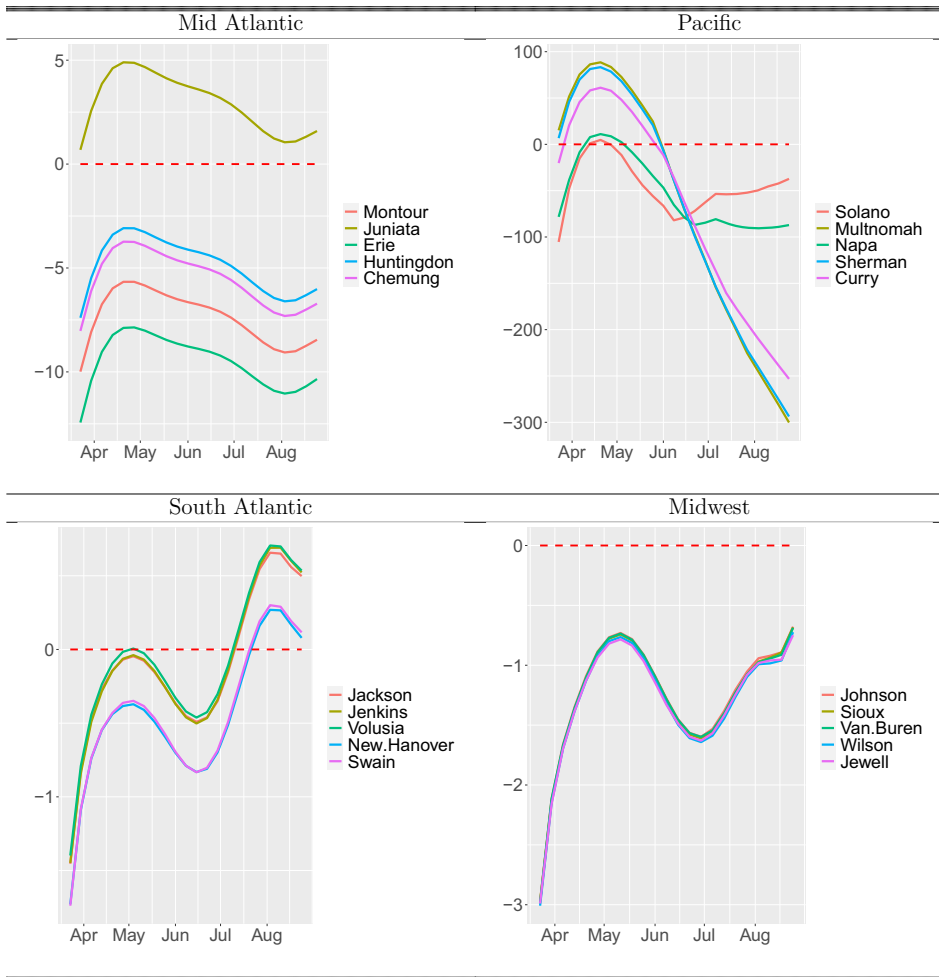 Mid Atlantic
5
0
−5
−10
Apr May Jun Jul Aug
Montour
Juniata
Erie
Huntingdon
Chemung
Pacific
100
0
−100
−200
−300
Apr May Jun Jul Aug
Solano
Multnomah
Napa
Sherman
Curry
South Atlantic
0
−1
Apr May Jun Jul Aug
Jackson
Jenkins
Volusia
New.Hanover
Swain
Midwest
0
−1
−2
−3
Apr May Jun Jul Aug
Johnson
Sioux
Van.Buren
Wilson
Jewell